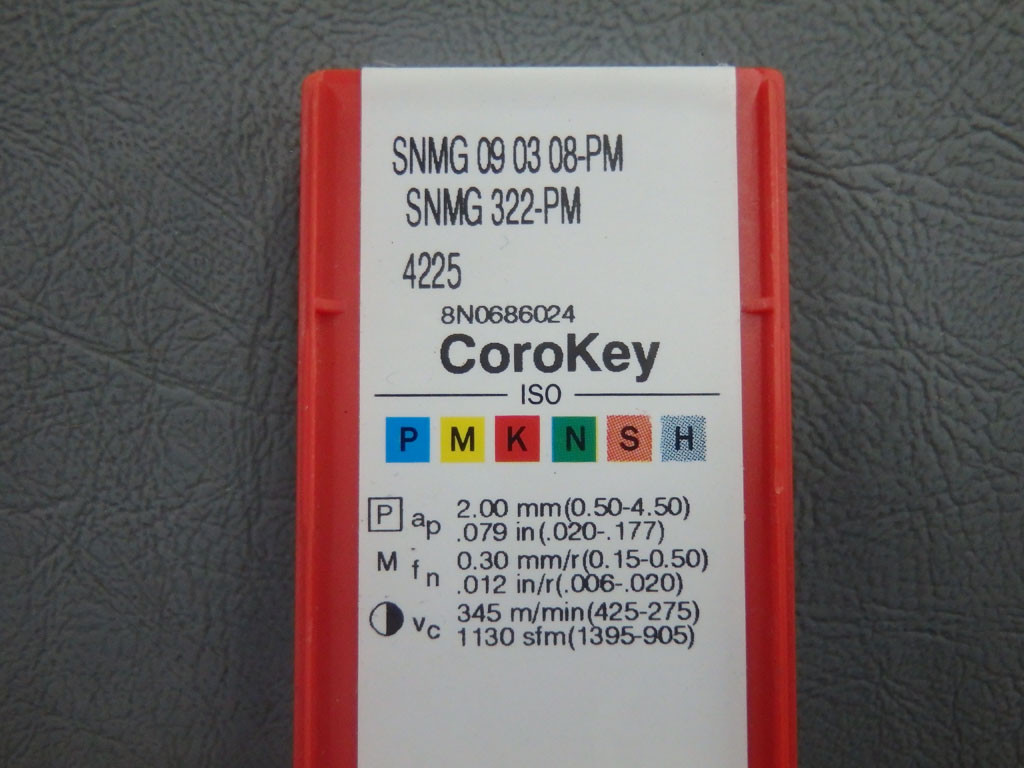 SNMG 09 03 08-PM
SNMG 322-PM
4225
8N0686024
CoroKey
ISO
P M K N S H
P ap 2.00 mm(0.50-4.50)
.079 in(.020-.177)
M fn 0.30 mm/r(0.15-0.50)
.012 in/r(.006-.020)
vc 345 m/min(425-275)
1130 sfm(1395-905)